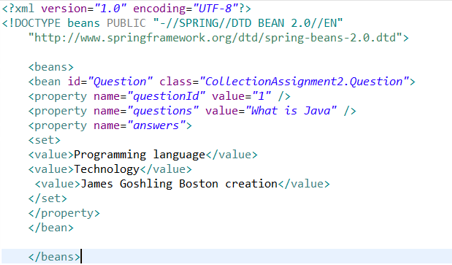 <?xml version="1.0" encoding="UTF-8"?>
<!DOCTYPE beans PUBLIC "-//SPRING//DTD BEAN 2.0//EN"
"http://www.springframework.org/dtd/spring-beans-2.0.dtd">
<beans>
<bean id="Question" class="CollectionAssignment2.Question">
<property name="questionId" value="1" />
<property name="questions" value="What is Java" />
<property name="answers">
<set>
<value>Programming language</value>
<value>Technology</value>
<value>James Goshling Boston creation</value>
</set>
</property>
</bean>
</beans>